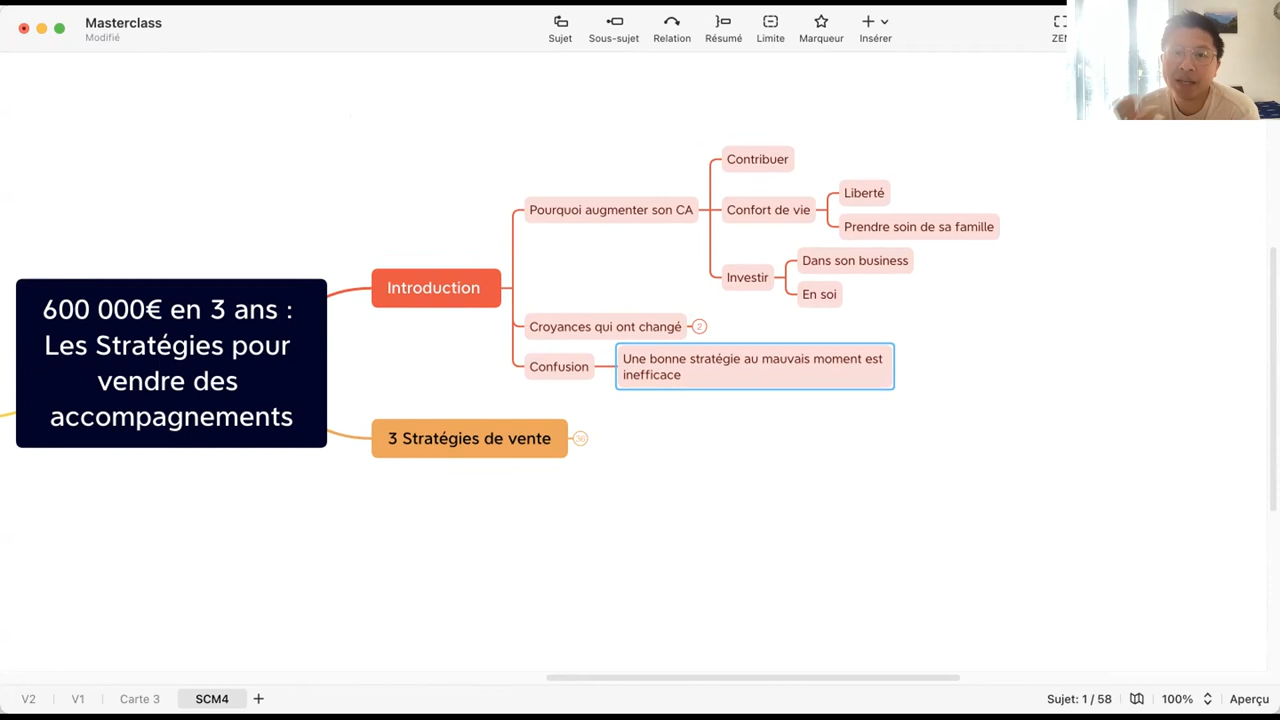 Masterclass
Modifié
Sujet
Sous-sujet
Relation
Résumé
Limite
Marqueur
Insérer
ZEN
Contribuer
Liberté
Pourquoi augmenter son CA
Confort de vie
Prendre soin de sa famille
Dans son business
Introduction
Investir
En soi
600 000€ en 3 ans :
Les Stratégies pour
vendre des
accompagnements
Croyances qui ont changé
2
Confusion
Une bonne stratégie au mauvais moment est
inefficace
3 Stratégies de vente
36
V2
V1
Carte 3
SCM4
Sujet: 1 / 58
100%
Aperçu